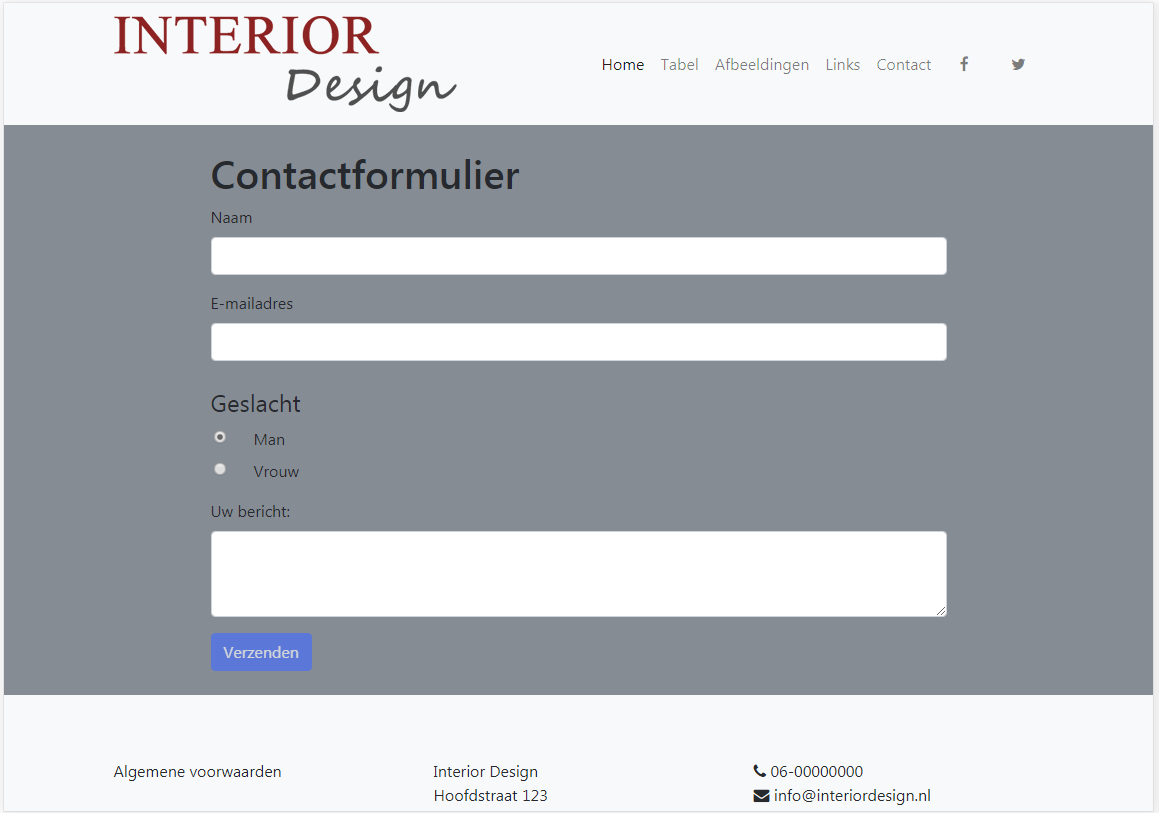 INTERIOR
Design
Home Tabel Afbeeldingen Links Contact
Contactformulier
Naam
E-mailadres
Geslacht
Man
Vrouw
Uw bericht:
Verzenden
Algemene voorwaarden
Interior Design
Hoofdstraat 123
06-00000000
info@interiordesign.nl